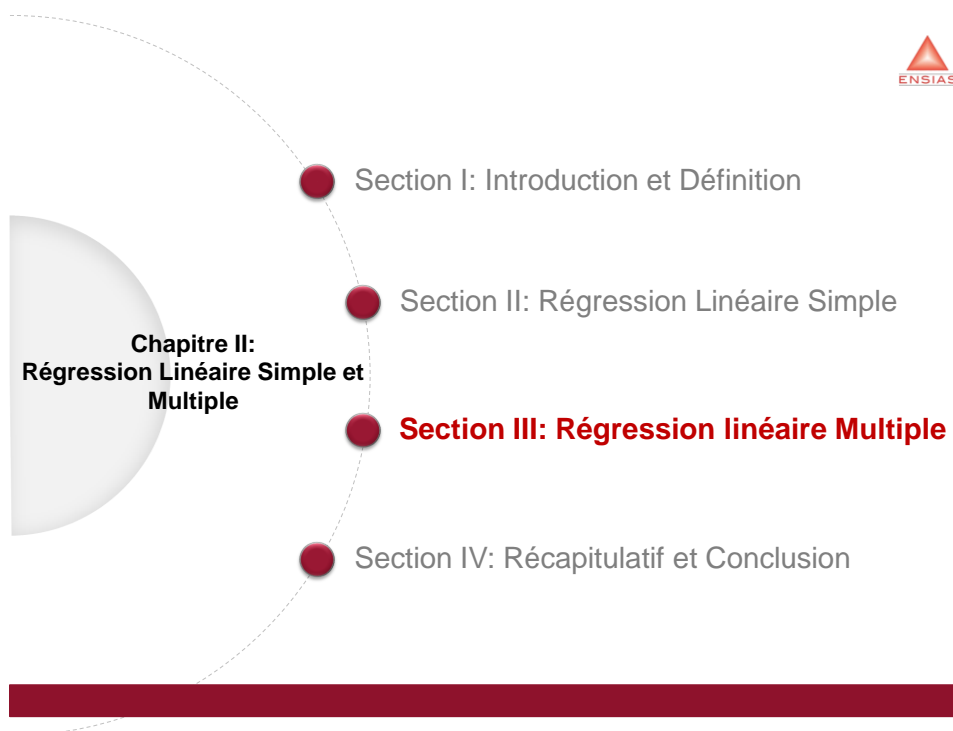 ENSIAS
Section I: Introduction et Définition
Section II: Régression Linéaire Simple
Chapitre II:
Régression Linéaire Simple et
Multiple
Section III: Régression linéaire Multiple
Section IV: Récapitulatif et Conclusion